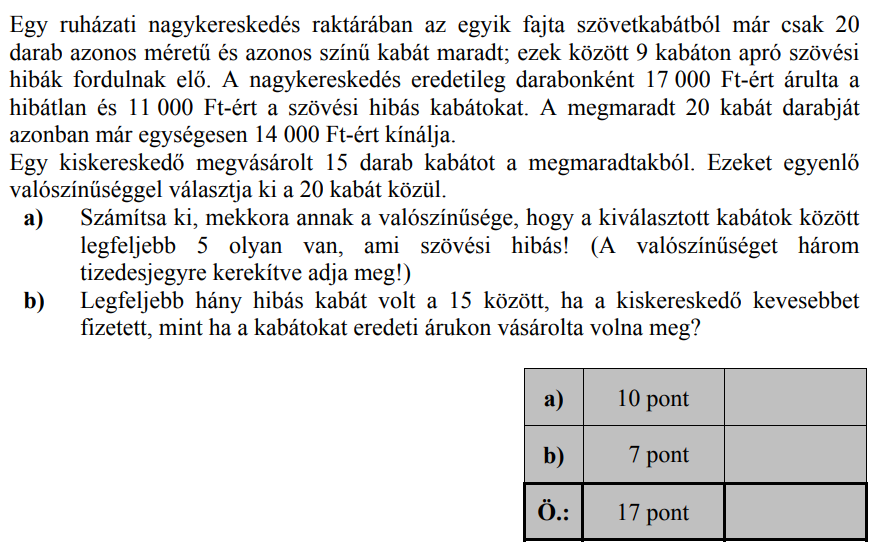 Egy ruházati nagykereskedés raktárában az egyik fajta szövetkabátból már csak 20
darab azonos méretű és azonos színű kabát maradt; ezek között 9 kabáton apró szövési
hibák fordulnak elő. A nagykereskedés eredetileg darabonként 17 000 Ft-ért árulta a
hibátlan és 11 000 Ft-ért a szövési hibás kabátokat. A megmaradt 20 kabát darabját
azonban már egységesen 14 000 Ft-ért kínálja.
Egy kiskereskedő megvásárolt 15 darab kabátot a megmaradtakból. Ezeket egyenlő
valószínűséggel választja ki a 20 kabát közül.
a) Számítsa ki, mekkora annak a valószínűsége, hogy a kiválasztott kabátok között
legfeljebb 5 olyan van, ami szövési hibás! (A valószínűséget három
tizedesjegyre kerekítve adja meg!)
b) Legfeljebb hány hibás kabát volt a 15 között, ha a kiskereskedő kevesebbet
fizetett, mint ha a kabátokat eredeti árukon vásárolta volna meg?
a) 10 pont
b) 7 pont
Ö.: 17 pont